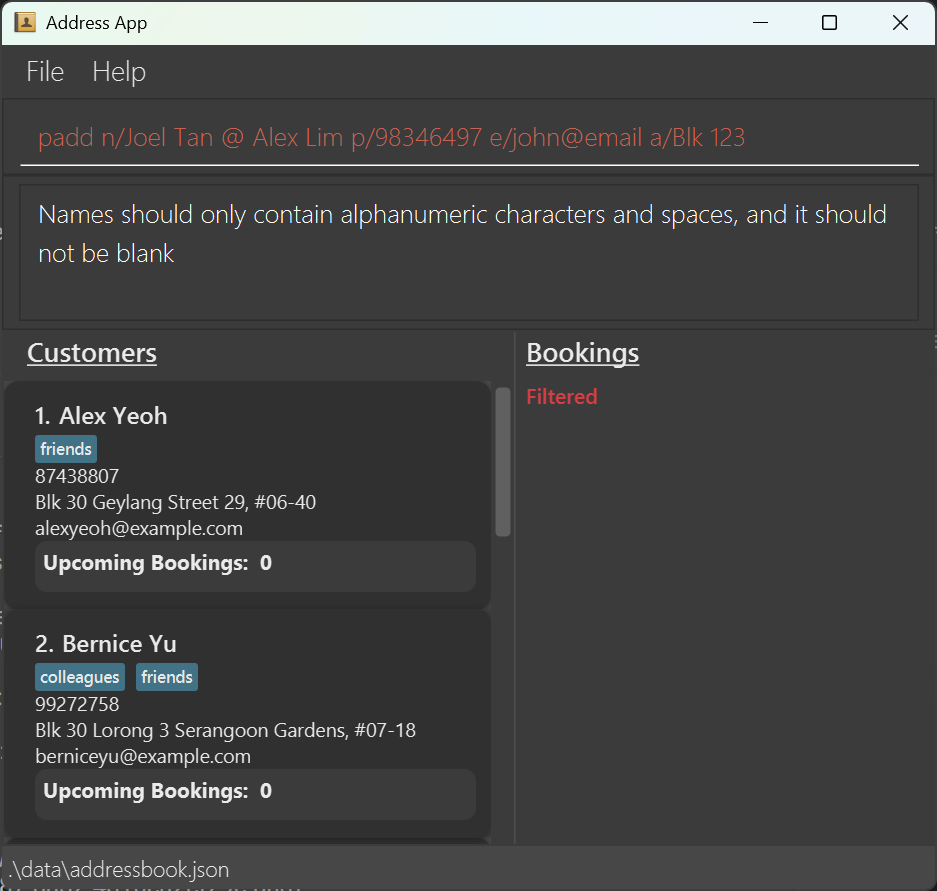 Address App
File Help
padd n/Joel Tan @ Alex Lim p/98346497 e/john@email a/Blk 123
Names should only contain alphanumeric characters and spaces, and it should
not be blank
Customers
1. Alex Yeoh
friends
87438807
Blk 30 Geylang Street 29, #06-40
alexyeoh@example.com
Upcoming Bookings: 0
2. Bernice Yu
colleagues friends
99272758
Blk 30 Lorong 3 Serangoon Gardens, #07-18
berniceyu@example.com
Upcoming Bookings: 0
Bookings
Filtered
.\data\addressbook.json